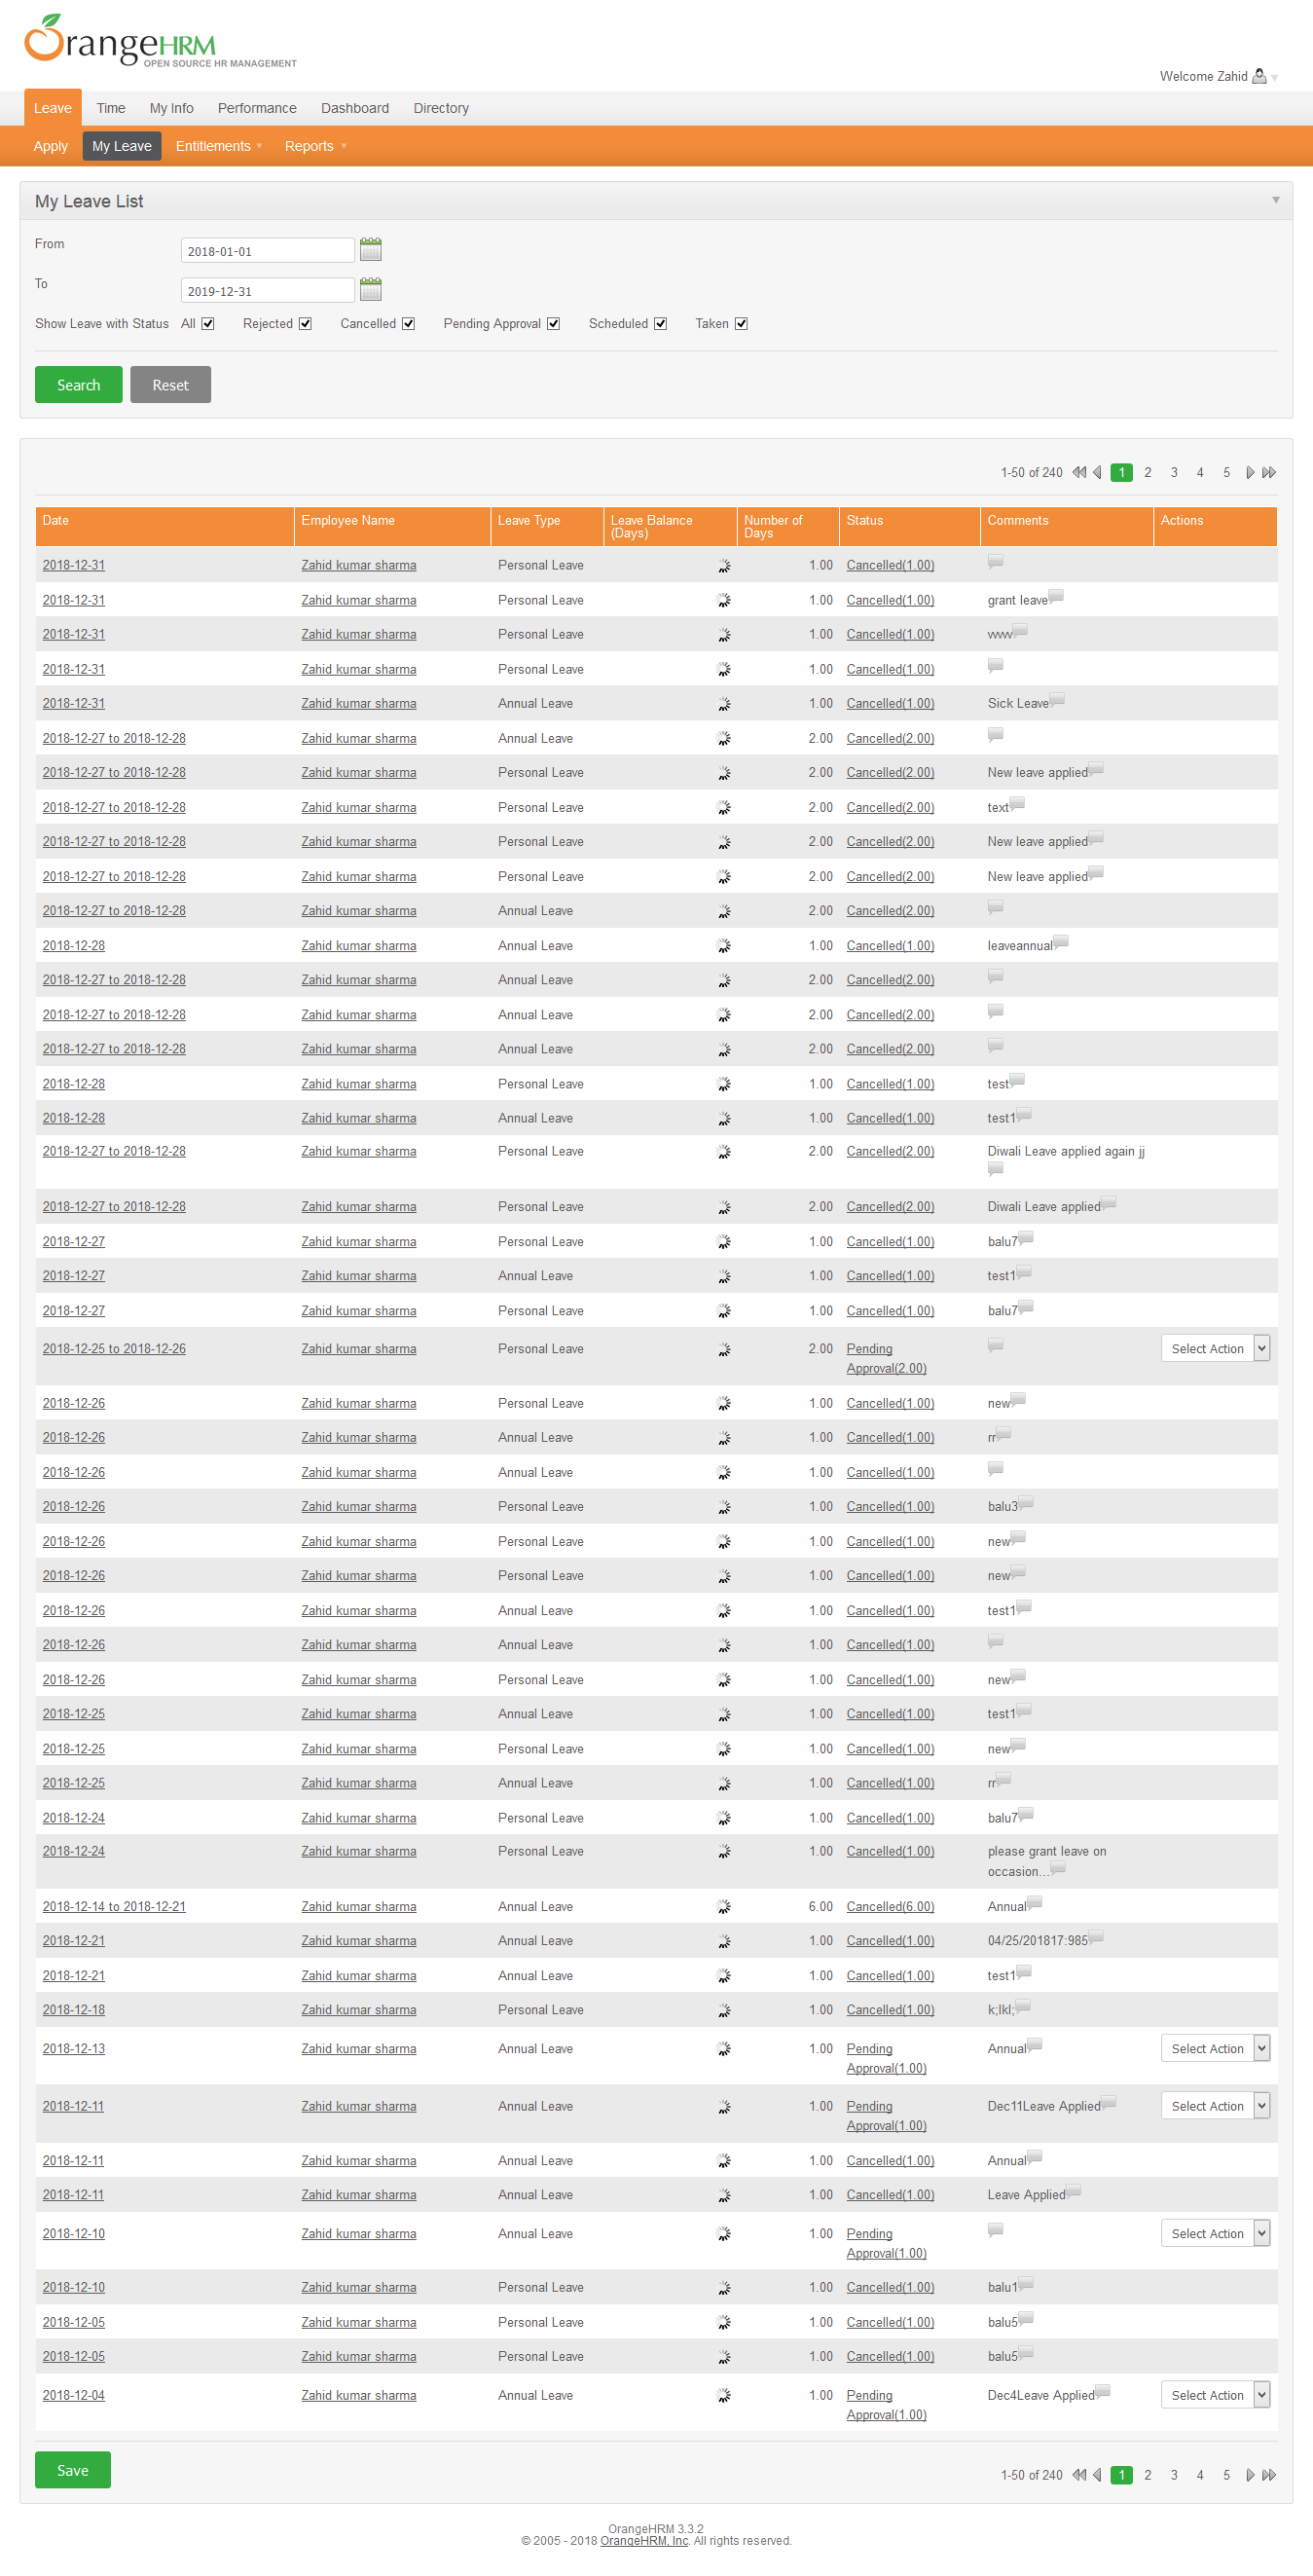 OrangeHRM
OPEN SOURCE HR MANAGEMENT
Welcome Zahid
Leave Time My Info Performance Dashboard Directory
Apply My Leave Entitlements Reports
My Leave List
From 2018-01-01
To 2019-12-31
Show Leave with Status All Rejected Cancelled Pending Approval Scheduled Taken
Search Reset
1-50 of 240 1 2 3 4 5
Date Employee Name Leave Type Leave Balance (Days) Number of Days Status Comments Actions
2018-12-31 Zahid kumar sharma Personal Leave 1.00 Cancelled(1.00)
2018-12-31 Zahid kumar sharma Personal Leave 1.00 Cancelled(1.00) grant leave
2018-12-31 Zahid kumar sharma Personal Leave 1.00 Cancelled(1.00) vvvv
2018-12-31 Zahid kumar sharma Personal Leave 1.00 Cancelled(1.00)
2018-12-31 Zahid kumar sharma Annual Leave 1.00 Cancelled(1.00) Sick Leave
2018-12-27 to 2018-12-28 Zahid kumar sharma Annual Leave 2.00 Cancelled(2.00)
2018-12-27 to 2018-12-28 Zahid kumar sharma Personal Leave 2.00 Cancelled(2.00) New leave applied
2018-12-27 to 2018-12-28 Zahid kumar sharma Personal Leave 2.00 Cancelled(2.00) text
2018-12-27 to 2018-12-28 Zahid kumar sharma Personal Leave 2.00 Cancelled(2.00) New leave applied
2018-12-27 to 2018-12-28 Zahid kumar sharma Personal Leave 2.00 Cancelled(2.00) New leave applied
2018-12-27 to 2018-12-28 Zahid kumar sharma Annual Leave 2.00 Cancelled(2.00)
2018-12-28 Zahid kumar sharma Annual Leave 1.00 Cancelled(1.00) leaveannual
2018-12-27 to 2018-12-28 Zahid kumar sharma Annual Leave 2.00 Cancelled(2.00)
2018-12-27 to 2018-12-28 Zahid kumar sharma Annual Leave 2.00 Cancelled(2.00)
2018-12-27 to 2018-12-28 Zahid kumar sharma Annual Leave 2.00 Cancelled(2.00)
2018-12-28 Zahid kumar sharma Personal Leave 1.00 Cancelled(1.00) test
2018-12-28 Zahid kumar sharma Annual Leave 1.00 Cancelled(1.00) test1
2018-12-27 to 2018-12-28 Zahid kumar sharma Personal Leave 2.00 Cancelled(2.00) Diwali Leave applied again jj
2018-12-27 to 2018-12-28 Zahid kumar sharma Personal Leave 2.00 Cancelled(2.00) Diwali Leave applied
2018-12-27 Zahid kumar sharma Personal Leave 1.00 Cancelled(1.00) balu7
2018-12-27 Zahid kumar sharma Annual Leave 1.00 Cancelled(1.00) test1
2018-12-27 Zahid kumar sharma Personal Leave 1.00 Cancelled(1.00) balu7
2018-12-25 to 2018-12-26 Zahid kumar sharma Personal Leave 2.00 Pending Approval(2.00) Select Action
2018-12-26 Zahid kumar sharma Personal Leave 1.00 Cancelled(1.00) new
2018-12-26 Zahid kumar sharma Annual Leave 1.00 Cancelled(1.00) rr
2018-12-26 Zahid kumar sharma Annual Leave 1.00 Cancelled(1.00)
2018-12-26 Zahid kumar sharma Personal Leave 1.00 Cancelled(1.00) balu3
2018-12-26 Zahid kumar sharma Personal Leave 1.00 Cancelled(1.00) new
2018-12-26 Zahid kumar sharma Personal Leave 1.00 Cancelled(1.00) new
2018-12-26 Zahid kumar sharma Annual Leave 1.00 Cancelled(1.00) test1
2018-12-26 Zahid kumar sharma Annual Leave 1.00 Cancelled(1.00)
2018-12-26 Zahid kumar sharma Personal Leave 1.00 Cancelled(1.00) new
2018-12-25 Zahid kumar sharma Annual Leave 1.00 Cancelled(1.00) test1
2018-12-25 Zahid kumar sharma Personal Leave 1.00 Cancelled(1.00) new
2018-12-25 Zahid kumar sharma Annual Leave 1.00 Cancelled(1.00) rr
2018-12-24 Zahid kumar sharma Personal Leave 1.00 Cancelled(1.00) balu7
2018-12-24 Zahid kumar sharma Personal Leave 1.00 Cancelled(1.00) please grant leave on occasion...
2018-12-14 to 2018-12-21 Zahid kumar sharma Annual Leave 6.00 Cancelled(6.00) Annual
2018-12-21 Zahid kumar sharma Annual Leave 1.00 Cancelled(1.00) 04/25/201817:985
2018-12-21 Zahid kumar sharma Annual Leave 1.00 Cancelled(1.00) test1
2018-12-18 Zahid kumar sharma Personal Leave 1.00 Cancelled(1.00) k;lkl;
2018-12-13 Zahid kumar sharma Annual Leave 1.00 Pending Approval(1.00) Annual Select Action
2018-12-11 Zahid kumar sharma Annual Leave 1.00 Pending Approval(1.00) Dec11Leave Applied Select Action
2018-12-11 Zahid kumar sharma Annual Leave 1.00 Cancelled(1.00) Annual
2018-12-11 Zahid kumar sharma Annual Leave 1.00 Cancelled(1.00) Leave Applied
2018-12-10 Zahid kumar sharma Annual Leave 1.00 Pending Approval(1.00) Select Action
2018-12-10 Zahid kumar sharma Personal Leave 1.00 Cancelled(1.00) balu1
2018-12-05 Zahid kumar sharma Personal Leave 1.00 Cancelled(1.00) balu5
2018-12-05 Zahid kumar sharma Personal Leave 1.00 Cancelled(1.00) balu5
2018-12-04 Zahid kumar sharma Annual Leave 1.00 Pending Approval(1.00) Dec4Leave Applied Select Action
Save 1-50 of 240 1 2 3 4 5
OrangeHRM 3.3.2
© 2005 - 2018 OrangeHRM, Inc. All rights reserved.